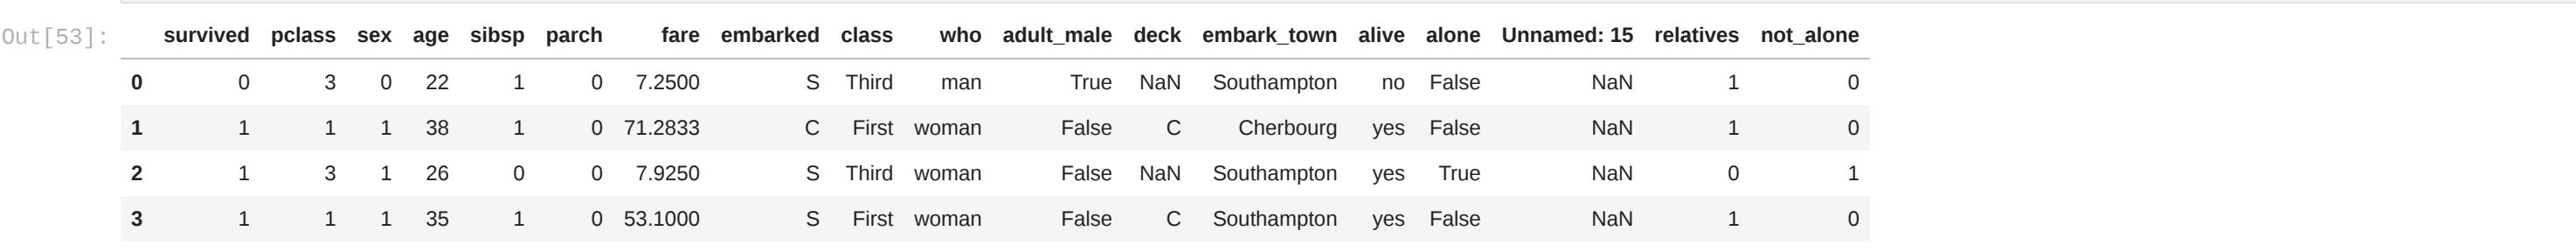 Out[53]: survived pclass sex age sibsp parch fare embarked class who adult_male deck embark_town alive alone Unnamed: 15 relatives not_alone
0 0 3 0 22 1 0 7.2500 S Third man True NaN Southampton no False NaN 1 0
1 1 1 1 38 1 0 71.2833 C First woman False C Cherbourg yes False NaN 1 0
2 1 3 1 26 0 0 7.9250 S Third woman False NaN Southampton yes True NaN 0 1
3 1 1 1 35 1 0 53.1000 S First woman False C Southampton yes False NaN 1 0